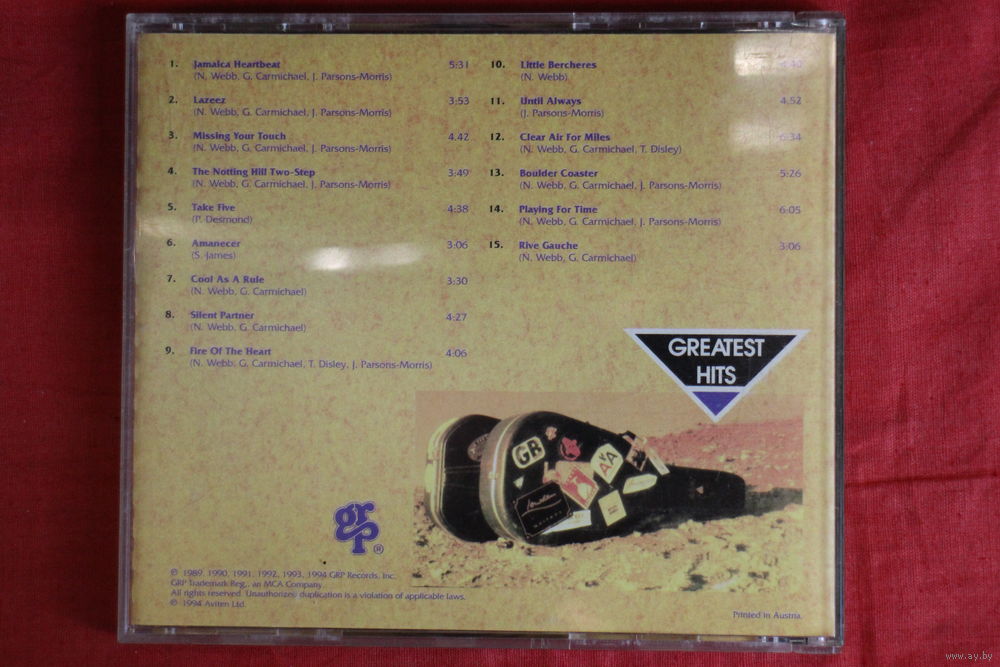 1. Jamaica Heartbeat 5:31
(N. Webb, G. Carmichael, J. Parsons-Morris)
2. Lazeez 3:53
(N. Webb, G. Carmichael, J. Parsons-Morris)
3. Missing Your Touch 4.42
(N. Webb, G. Carmichael, J. Parsons-Morris)
4. The Notting Hill Two-Step 3:49
(N. Webb, G. Carmichael, J. Parsons-Morris)
5. Take Five 4:38
(P. Desmond)
6. Amanecer 3:06
(S. James)
7. Cool As A Rule 3:30
(N. Webb, G. Carmichael)
8. Silent Partner 4:27
(N. Webb, G. Carmichael)
9. Fire Of The Heart 4:06
(N. Webb, G. Carmichael, T. Disley, J. Parsons-Morris)
10. Little Bercheres
(N. Webb)
11. Until Always 4.52
(J. Parsons-Morris)
12. Clear Air For Miles 6:34
(N. Webb, G. Carmichael, T. Disley)
13. Boulder Coaster 5:26
(N. Webb, G. Carmichael, J. Parsons-Morris)
14. Playing For Time 6:05
(N. Webb, G. Carmichael, J. Parsons-Morris)
15. Rive Gauche 3:06
(N. Webb, G. Carmichael)
GREATEST
HITS
GB
AA
grp®
℗ 1989, 1990, 1991, 1992, 1993, 1994 GRP Records, Inc.
GRP Trademark Reg., an MCA Company
All rights reserved. Unauthorized duplication is a violation of applicable laws.
© 1994 Aviten Ltd.
Printed in Austria.
www.ay.by